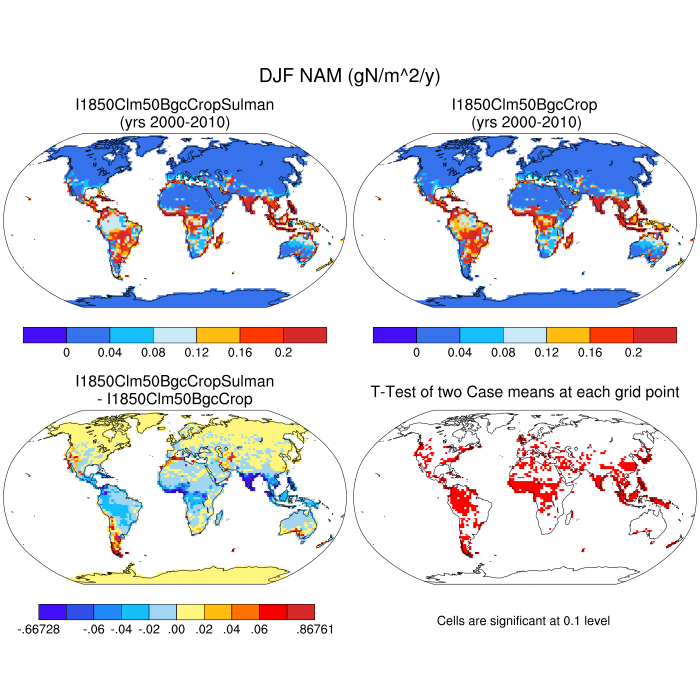 DJF NAM (gN/m^2/y)
I1850Clm50BgcCropSulman
(yrs 2000-2010)
I1850Clm50BgcCrop
(yrs 2000-2010)
0 0.04 0.08 0.12 0.16 0.2
0 0.04 0.08 0.12 0.16 0.2
I1850Clm50BgcCropSulman
- I1850Clm50BgcCrop
T-Test of two Case means at each grid point
-.66728 -.06 -.04 -.02 .00 .02 .04 .06 .86761
Cells are significant at 0.1 level